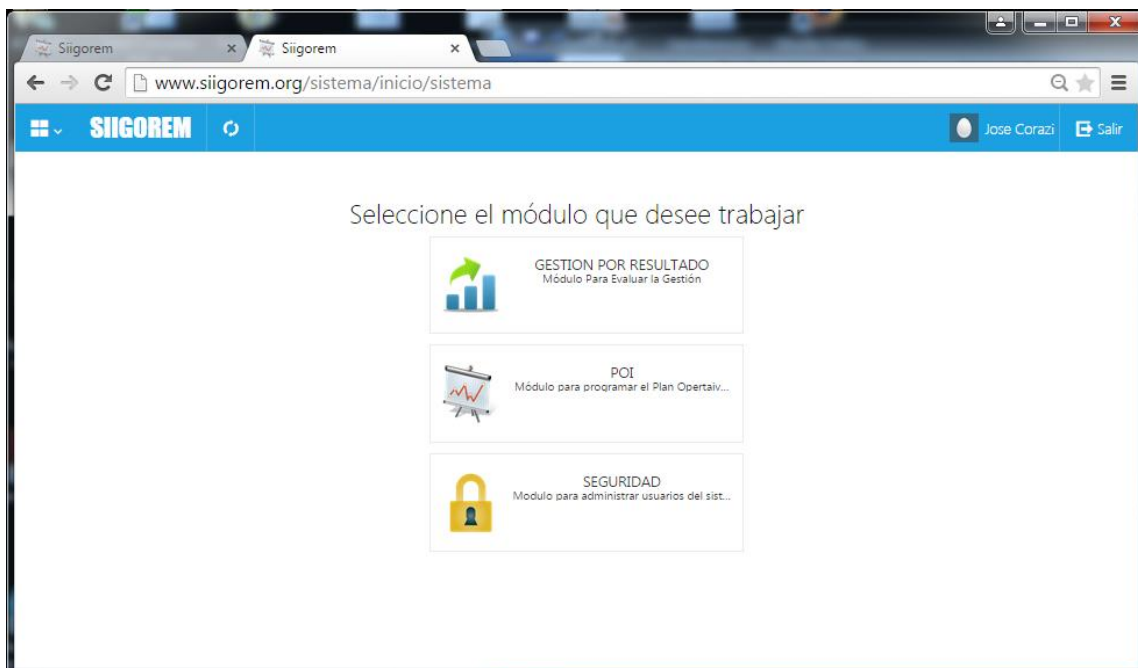 Siigorem
Siigorem
www.siigorem.org/sistema/inicio/sistema
SIIGOREM
Jose Corazi
Salir
Seleccione el módulo que desee trabajar
GESTION POR RESULTADO
Módulo Para Evaluar la Gestión
POI
Módulo para programar el Plan Opertaiv...
SEGURIDAD
Modulo para administrar usuarios del sist...